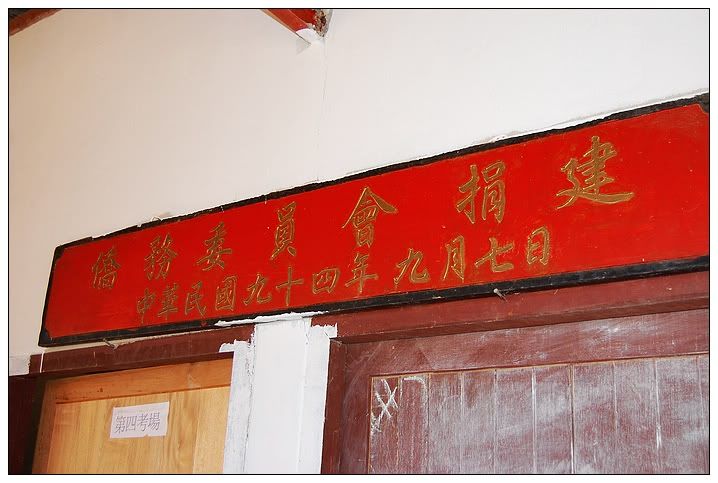 僑務委員會捐建
中華民國九十四年九月七日
第四考場